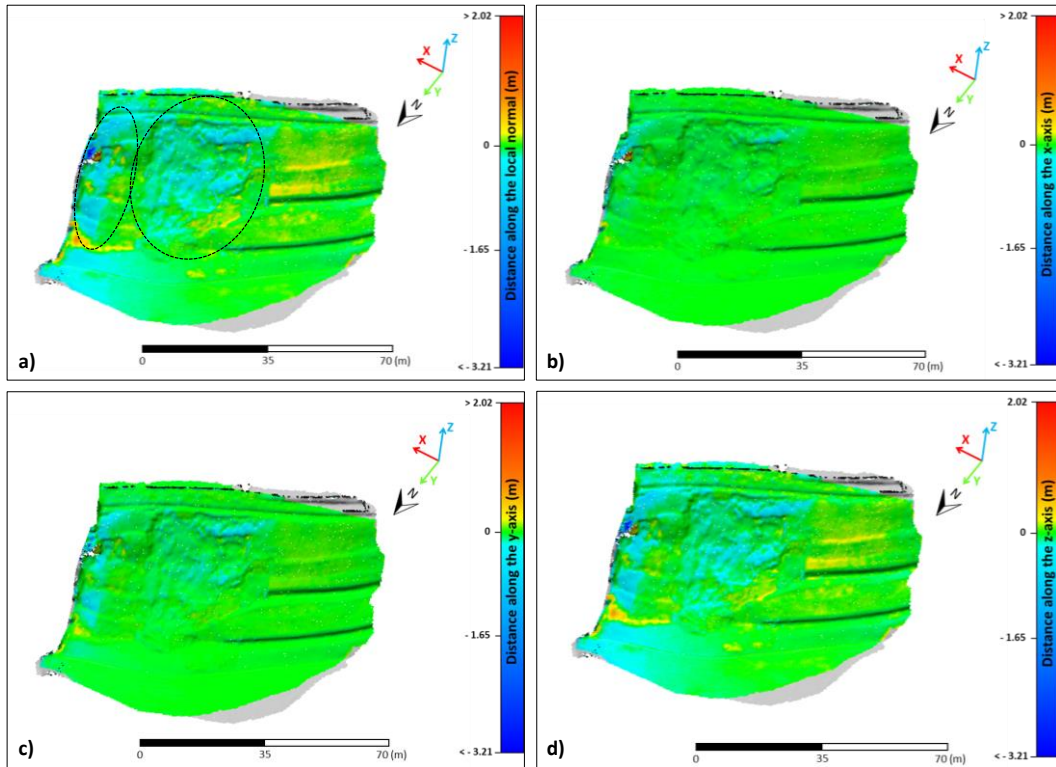 > 2.02
Z
X
Y
N
0
- 1.65
< - 3.21
Distance along the local normal (m)
a)
0 35 70 (m)
> 2.02
Z
X
Y
N
0
- 1.65
< - 3.21
Distance along the x-axis (m)
b)
0 35 70 (m)
> 2.02
Z
X
Y
N
0
- 1.65
< - 3.21
Distance along the y-axis (m)
c)
0 35 70 (m)
2.02
Z
X
Y
N
0
- 1.65
< - 3.21
Distance along the z-axis (m)
d)
0 35 70 (m)